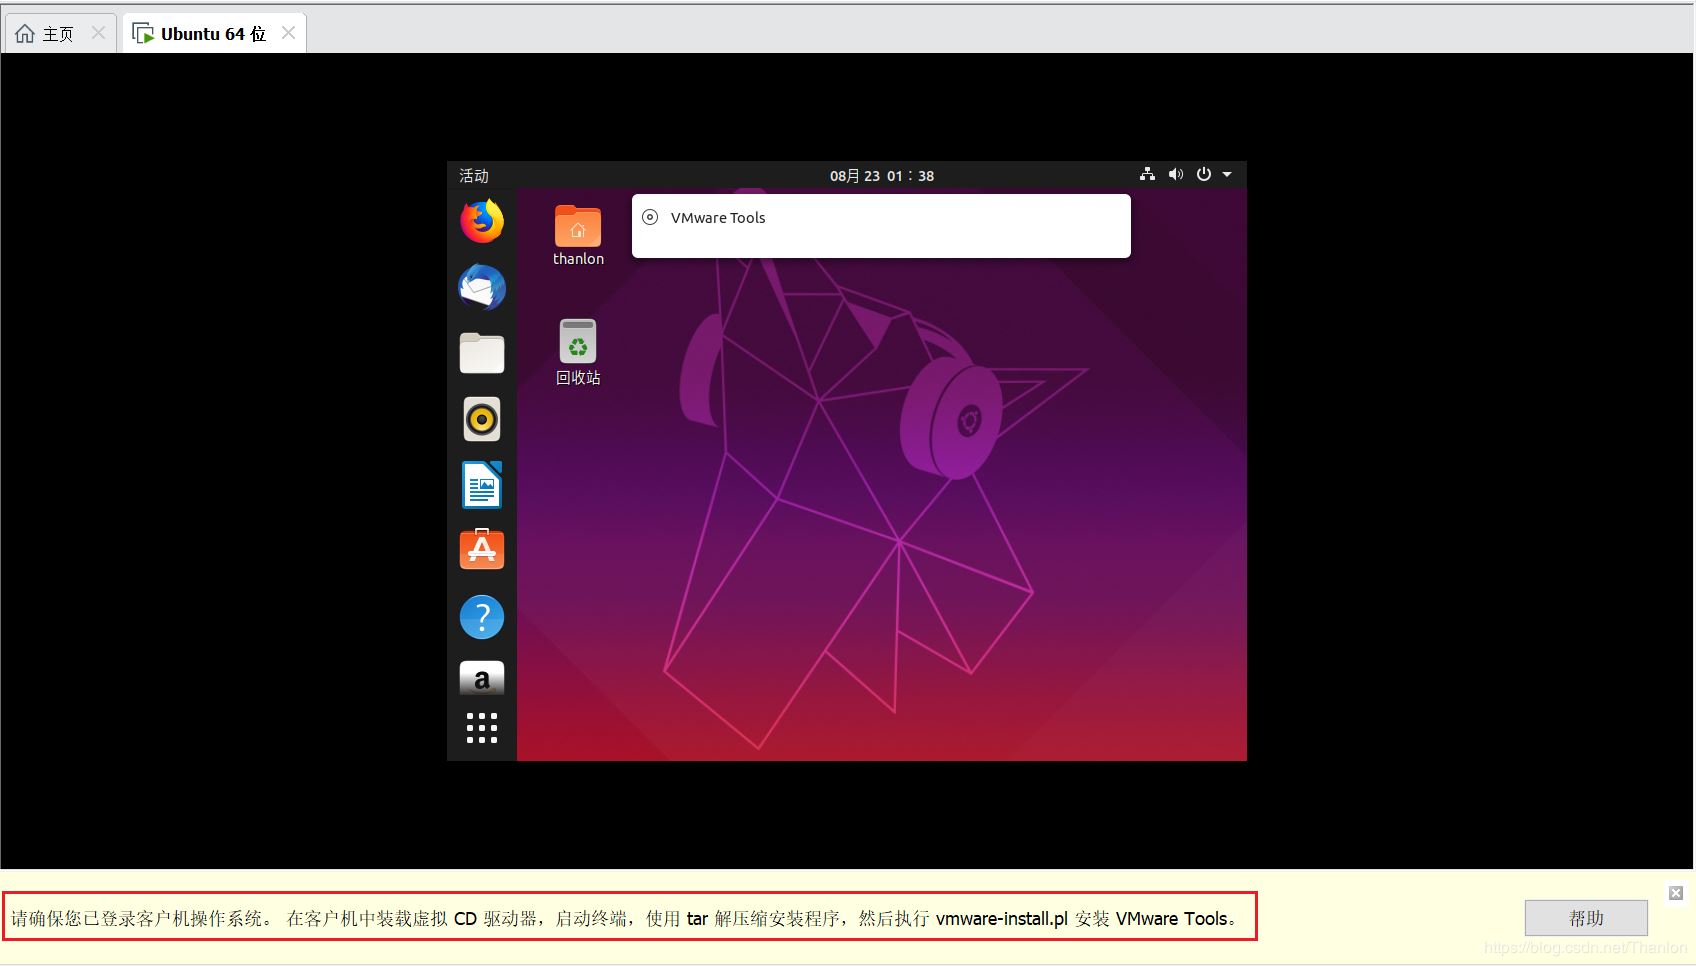 主页
Ubuntu 64 位
活动
08月 23 01：38
VMware Tools
thanlon
回收站
a
?
请确保您已登录客户机操作系统。 在客户机中装载虚拟 CD 驱动器，启动终端，使用 tar 解压缩安装程序，然后执行 vmware-install.pl 安装 VMware Tools。
帮助
https://blog.csdn.net/Thanlon